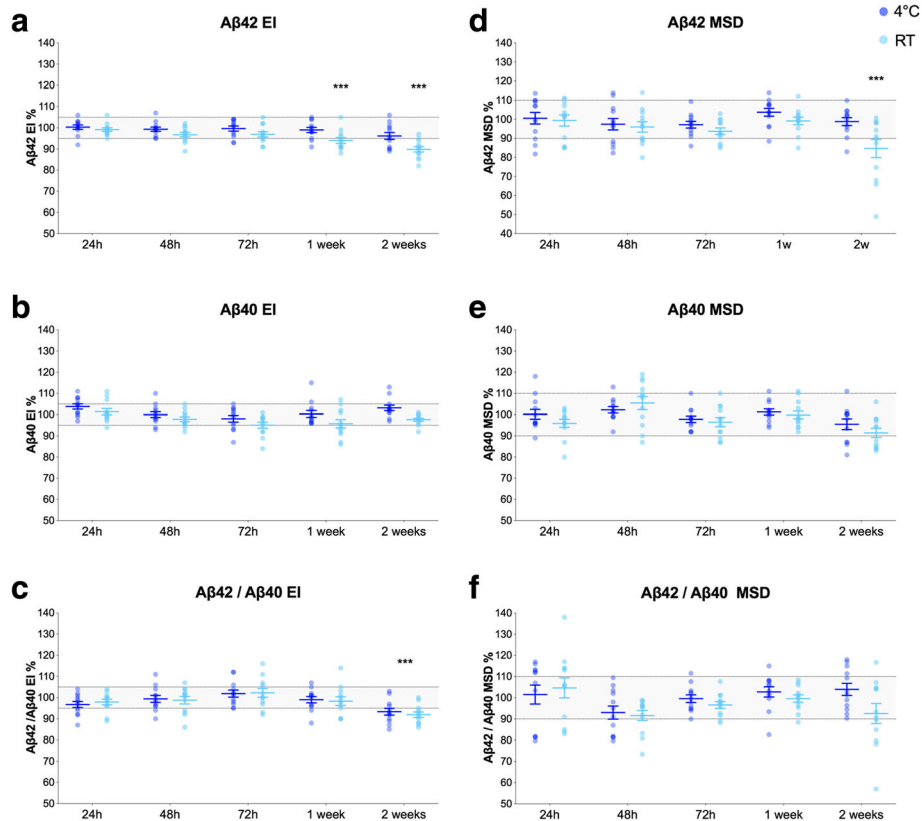 4°C
RT
a
Aβ42 EI
***
***
Aβ42 EI %
140
130
120
110
100
90
80
70
60
50
24h
48h
72h
1 week
2 weeks
d
Aβ42 MSD
***
Aβ42 MSD %
140
130
120
110
100
90
80
70
60
50
40
24h
48h
72h
1w
2w
b
Aβ40 EI
Aβ40 EI %
140
130
120
110
100
90
80
70
60
50
24h
48h
72h
1 week
2 weeks
e
Aβ40 MSD
Aβ40 MSD %
140
130
120
110
100
90
80
70
60
50
24h
48h
72h
1 week
2 weeks
c
Aβ42 / Aβ40 EI
***
Aβ42 /Aβ40 EI %
140
130
120
110
100
90
80
70
60
50
24h
48h
72h
1 week
2 weeks
f
Aβ42 / Aβ40 MSD
Aβ42 / Aβ40 MSD %
140
130
120
110
100
90
80
70
60
50
24h
48h
72h
1 week
2 weeks